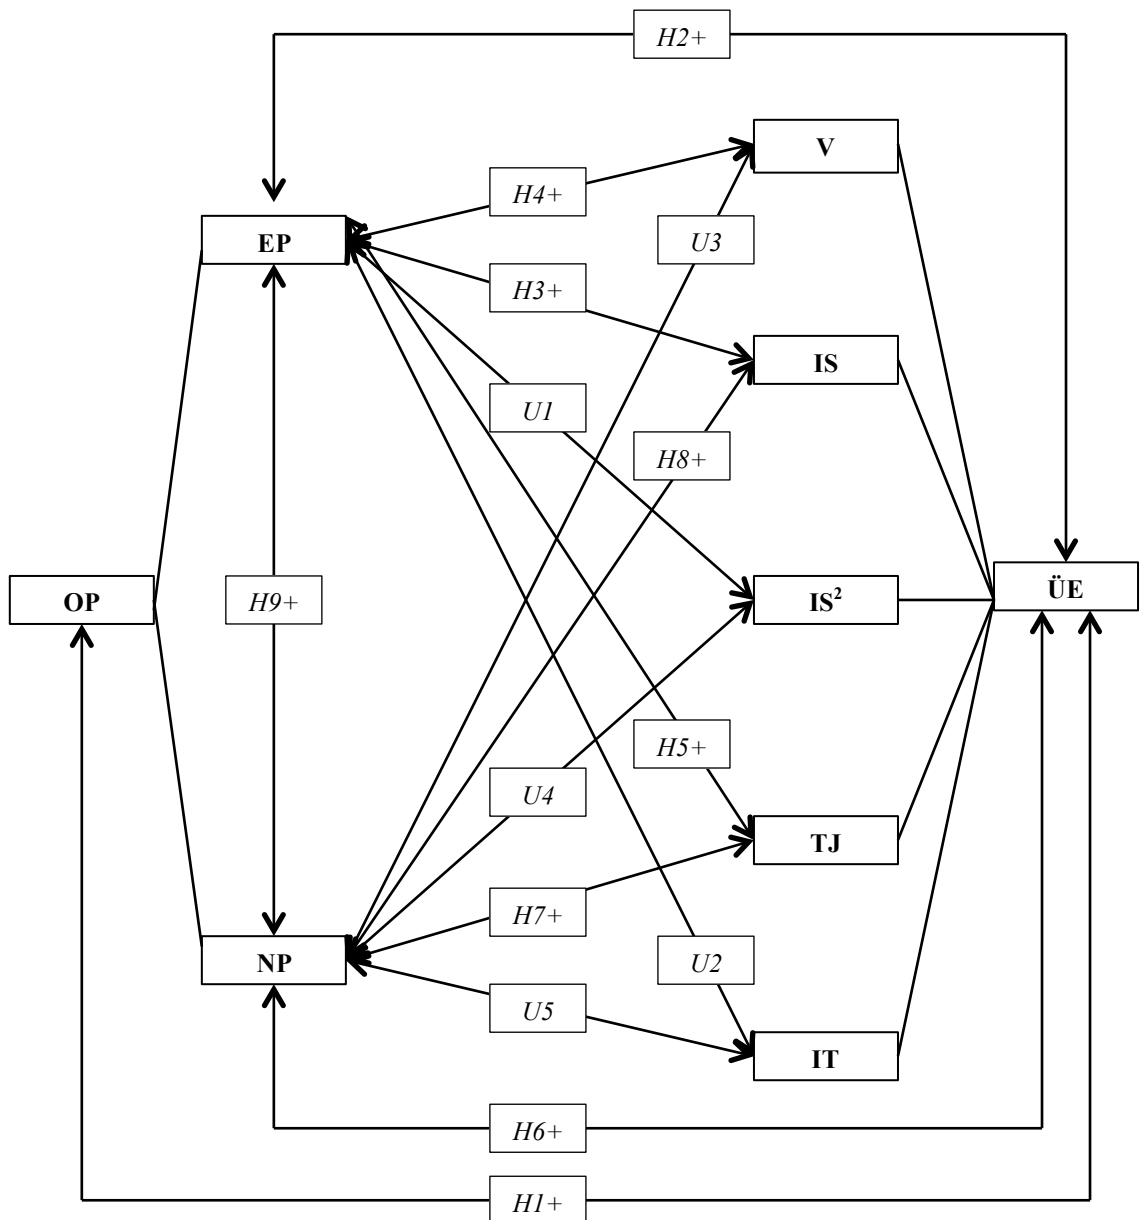 H2+
V
H4+
EP
U3
H3+
IS
U1
H8+
OP
H9+
IS²
ÜE
H5+
U4
TJ
H7+
NP
U2
U5
IT
H6+
H1+